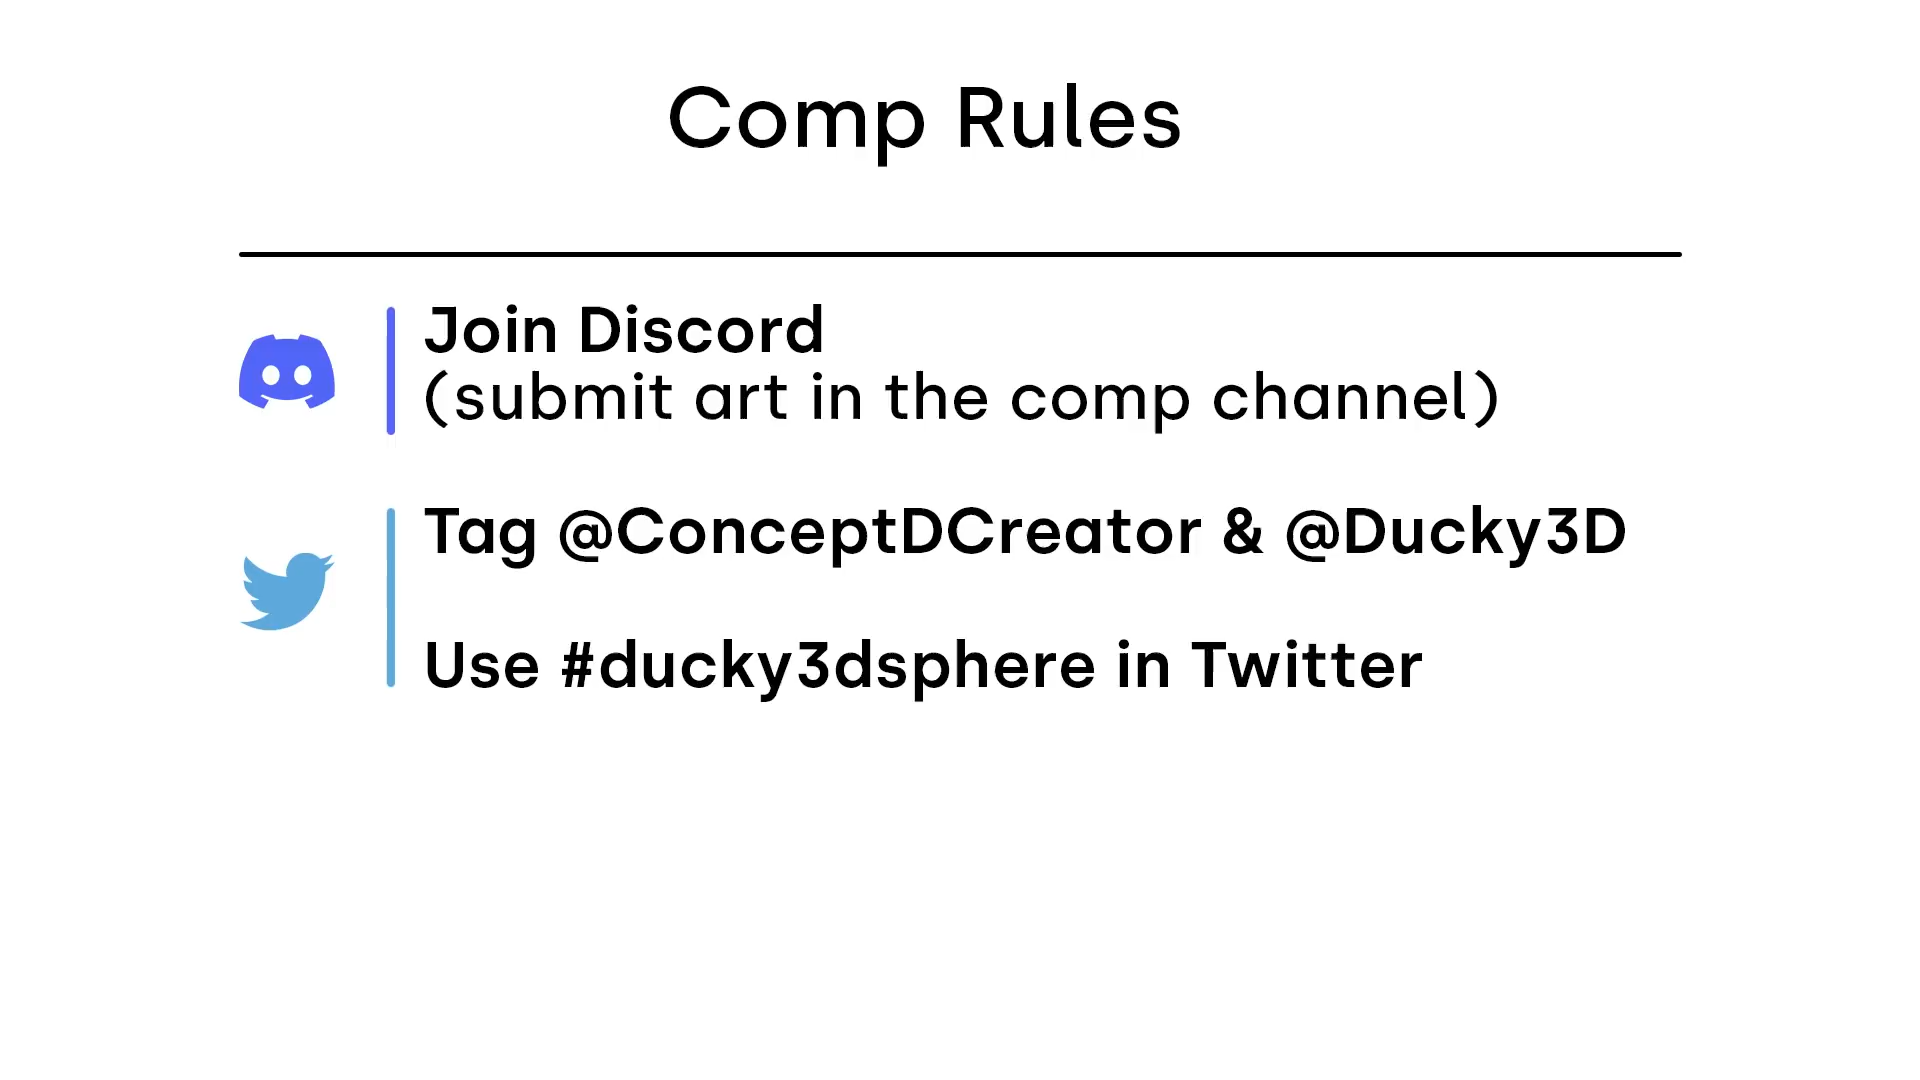 Comp Rules
Join Discord
(submit art in the comp channel)
Tag @ConceptDCreator & @Ducky3D
Use #ducky3dsphere in Twitter